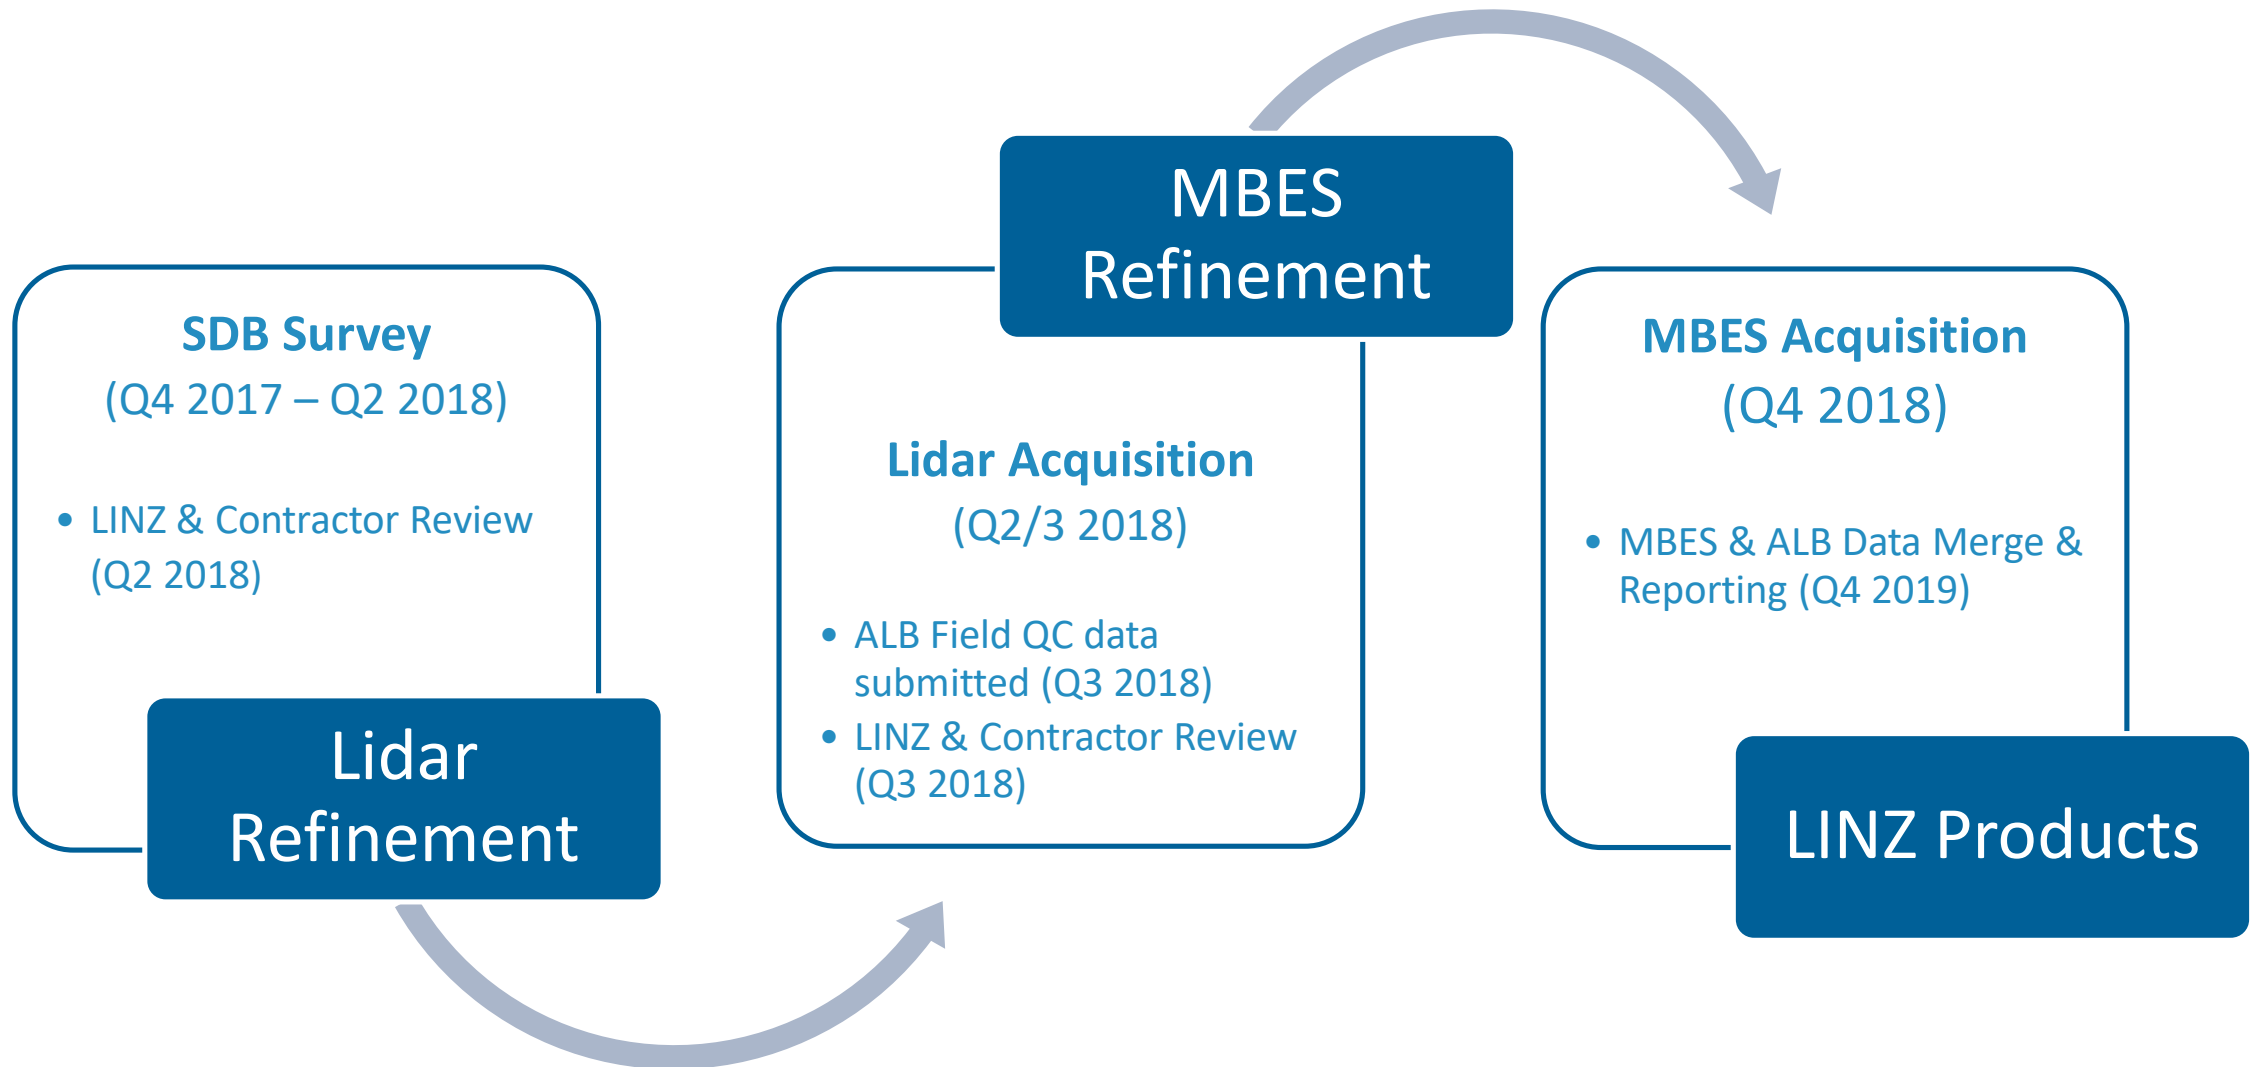 SDB Survey
(Q4 2017 – Q2 2018)
• LINZ & Contractor Review
(Q2 2018)
Lidar
Refinement
MBES
Refinement
Lidar Acquisition
(Q2/3 2018)
• ALB Field QC data
submitted (Q3 2018)
• LINZ & Contractor Review
(Q3 2018)
MBES Acquisition
(Q4 2018)
• MBES & ALB Data Merge &
Reporting (Q4 2019)
LINZ Products